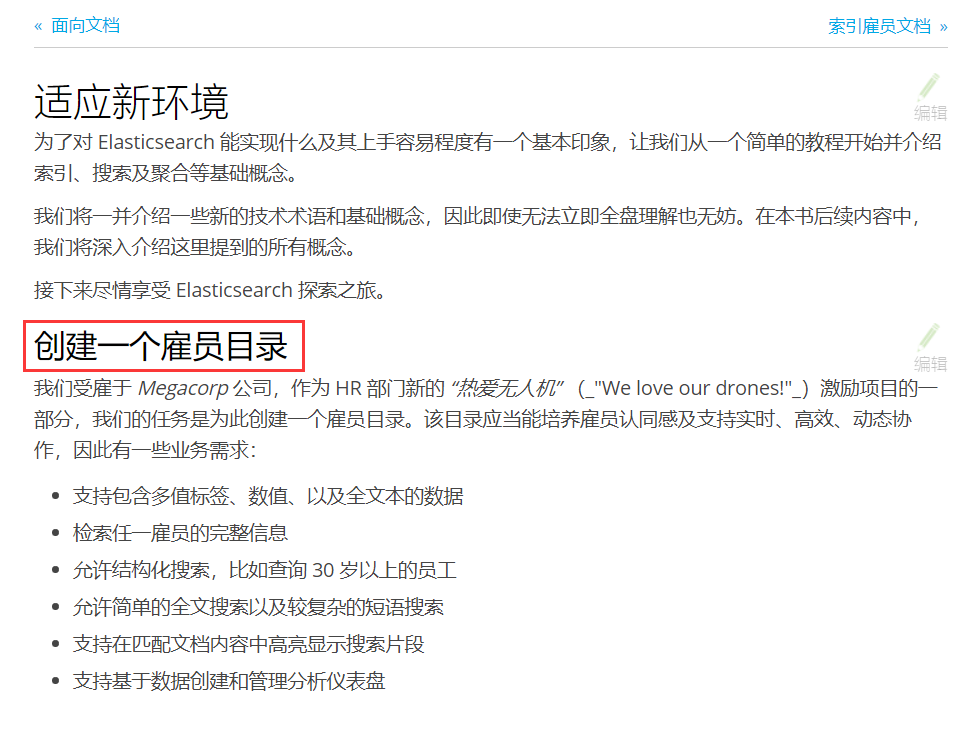 « 面向文档
索引雇员文档 »
适应新环境
编辑
为了对 Elasticsearch 能实现什么及其上手容易程度有一个基本印象，让我们从一个简单的教程开始并介绍
索引、搜索及聚合等基础概念。
我们将一并介绍一些新的技术术语和基础概念，因此即使无法立即全盘理解也无妨。在本书后续内容中，
我们将深入介绍这里提到的所有概念。
接下来尽情享受 Elasticsearch 探索之旅。
创建一个雇员目录
编辑
我们受雇于 Megacorp 公司，作为 HR 部门新的 “热爱无人机” （_"We love our drones!"_）激励项目的一
部分，我们的任务是为此创建一个雇员目录。该目录应当能培养雇员认同感及支持实时、高效、动态协
作，因此有一些业务需求：
• 支持包含多值标签、数值、以及全文本的数据
• 检索任一雇员的完整信息
• 允许结构化搜索，比如查询 30 岁以上的员工
• 允许简单的全文搜索以及较复杂的短语搜索
• 支持在匹配文档内容中高亮显示搜索片段
• 支持基于数据创建和管理分析仪表盘